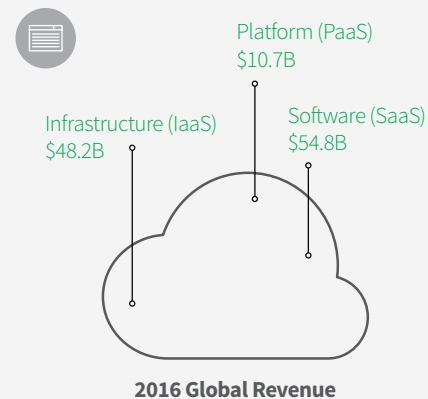 Platform (PaaS)
$10.7B
Infrastructure (IaaS)
$48.2B
Software (SaaS)
$54.8B
2016 Global Revenue